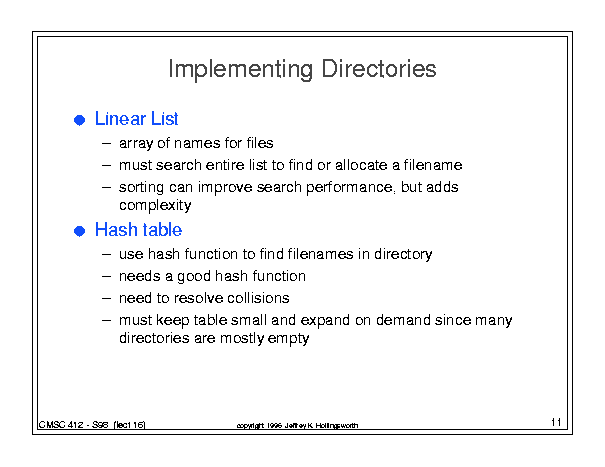 Implementing Directories
● Linear List
– array of names for files
– must search entire list to find or allocate a filename
– sorting can improve search performance, but adds
complexity
● Hash table
– use hash function to find filenames in directory
– needs a good hash function
– need to resolve collisions
– must keep table small and expand on demand since many
directories are mostly empty
CMSC 412 - S98 (lect 16)
copyright 1996 Jeffrey K. Hollingsworth
11